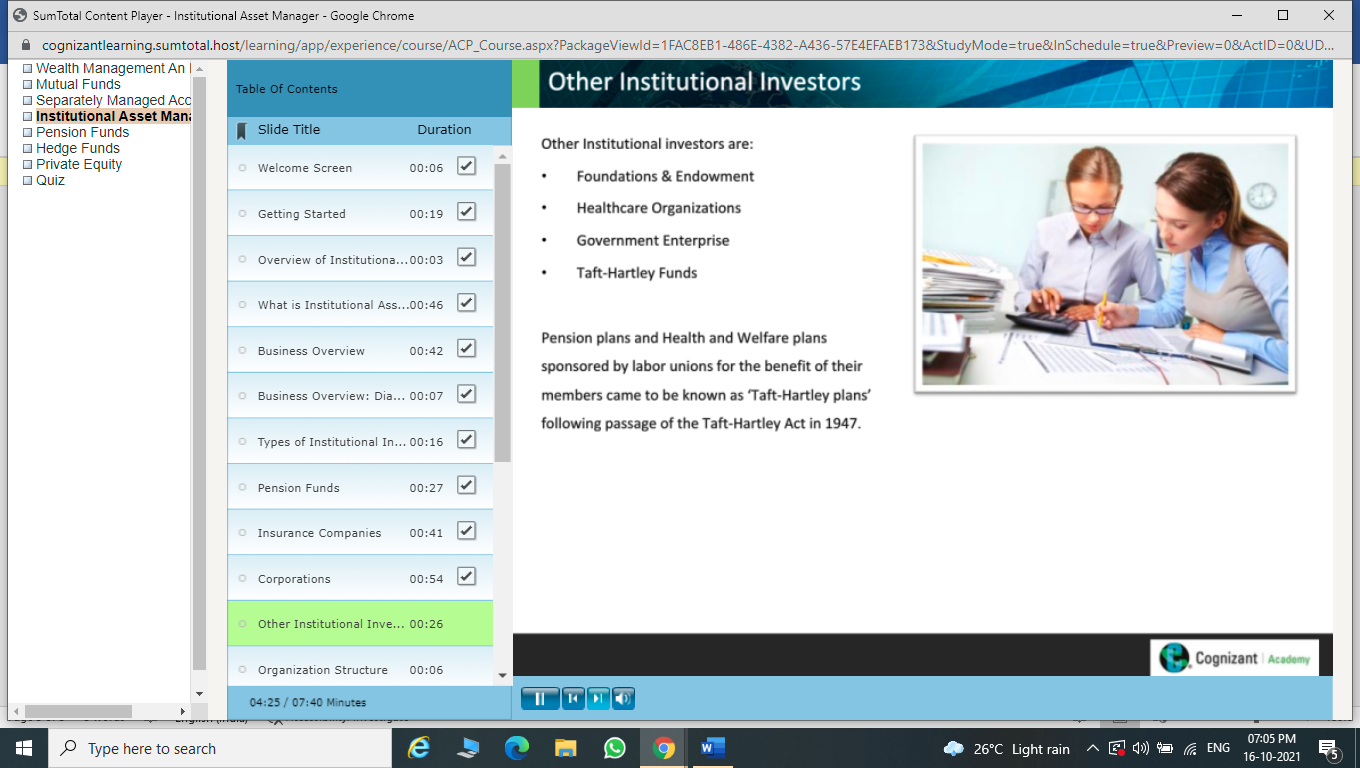 SumTotal Content Player - Institutional Asset Manager - Google Chrome
cognizantlearning.sumtotal.host/learning/app/experience/course/ACP_Course.aspx?PackageViewId=1FAC8EB1-486E-4382-A436-57E4EFAEB173&StudyMode=true&InSchedule=true&Preview=0&ActID=0&UD...
Wealth Management An
Mutual Funds
Separately Managed Acc
Institutional Asset Mana
Pension Funds
Hedge Funds
Private Equity
Quiz
Table Of Contents
Slide Title Duration
Welcome Screen 00:06
Getting Started 00:19
Overview of Instituona...00:03
What is Institutional Ass...00:46
Business Overview 00:42
Business Overview: Dia... 00:07
Types of Institutional In... 00:16
Pension Funds 00:27
Insurance Companies 00:41
Corporations 00:54
Other Institutional Inve... 00:26
Organization Structure 00:06
04:25 / 07:40 Minutes
Other Institutional Investors
Other Institutional investors are:
• Foundations & Endowment
• Healthcare Organizations
• Government Enterprise
• Taft-Hartley Funds
Pension plans and Health and Welfare plans
sponsored by labor unions for the benefit of their
members came to be known as ‘Taft-Hartley plans’
following passage of the Taft-Hartley Act in 1947.
Cognizant | Academy
Type here to search
26°C Light rain
ENG
07:05 PM
16-10-2021
5